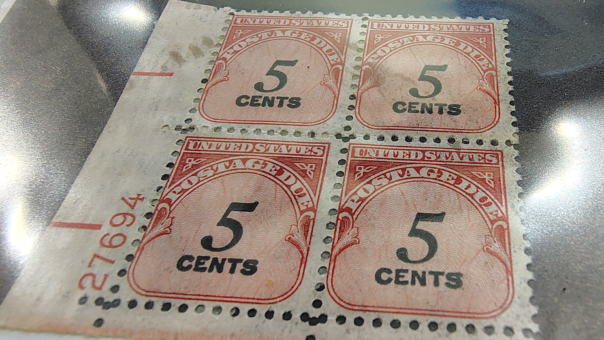 UNITED STATES
POSTAGE DUE
5
CENTS
UNITED STATES
POSTAGE DUE
5
CENTS
UNITED STATES
POSTAGE DUE
5
CENTS
UNITED STATES
POSTAGE DUE
5
CENTS
27694